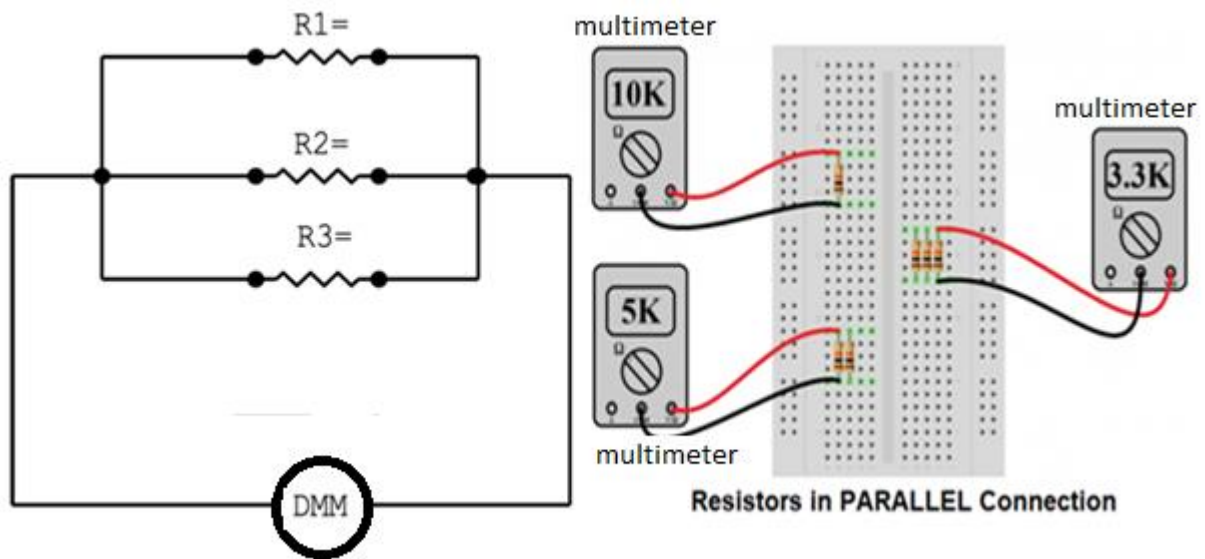 R1=
R2=
R3=
DMM
multimeter
10K
Ω
multimeter
3.3K
Ω
5K
Ω
multimeter
Resistors in PARALLEL Connection